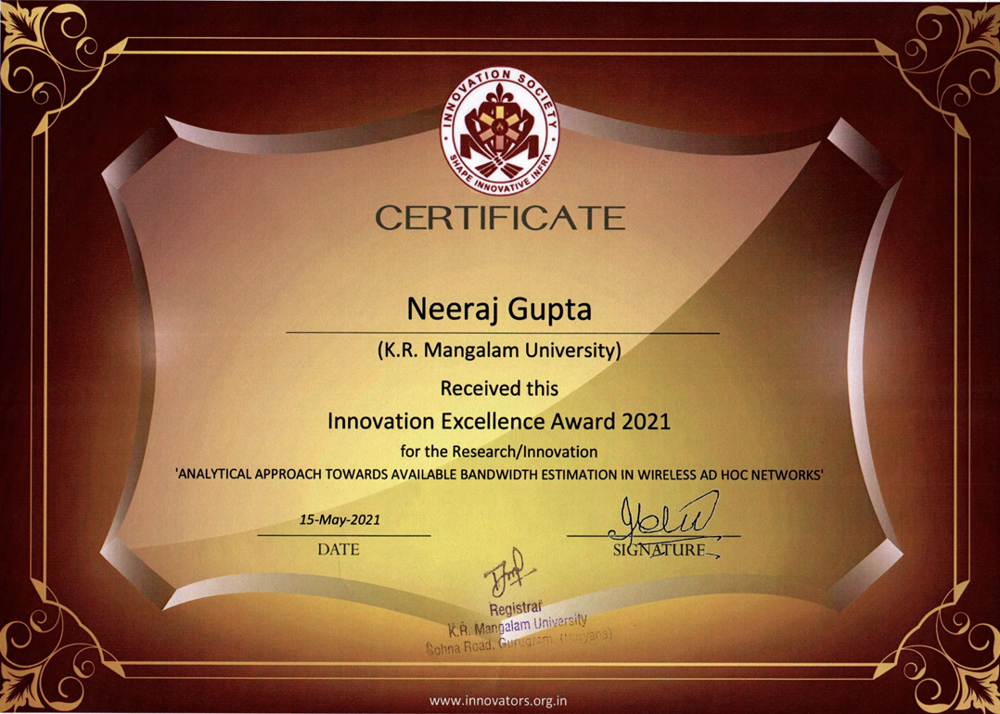 INNOVATION SOCIETY
SHAPE INNOVATIVE INFRA
CERTIFICATE
Neeraj Gupta
(K.R. Mangalam University)
Received this
Innovation Excellence Award 2021
for the Research/Innovation
'ANALYTICAL APPROACH TOWARDS AVAILABLE BANDWIDTH ESTIMATION IN WIRELESS AD HOC NETWORKS'
15-May-2021
DATE
SIGNATURE
Registrar
K.R. Mangalam University
Sohna Road, Gurugram, (Haryana)
www.innovators.org.in